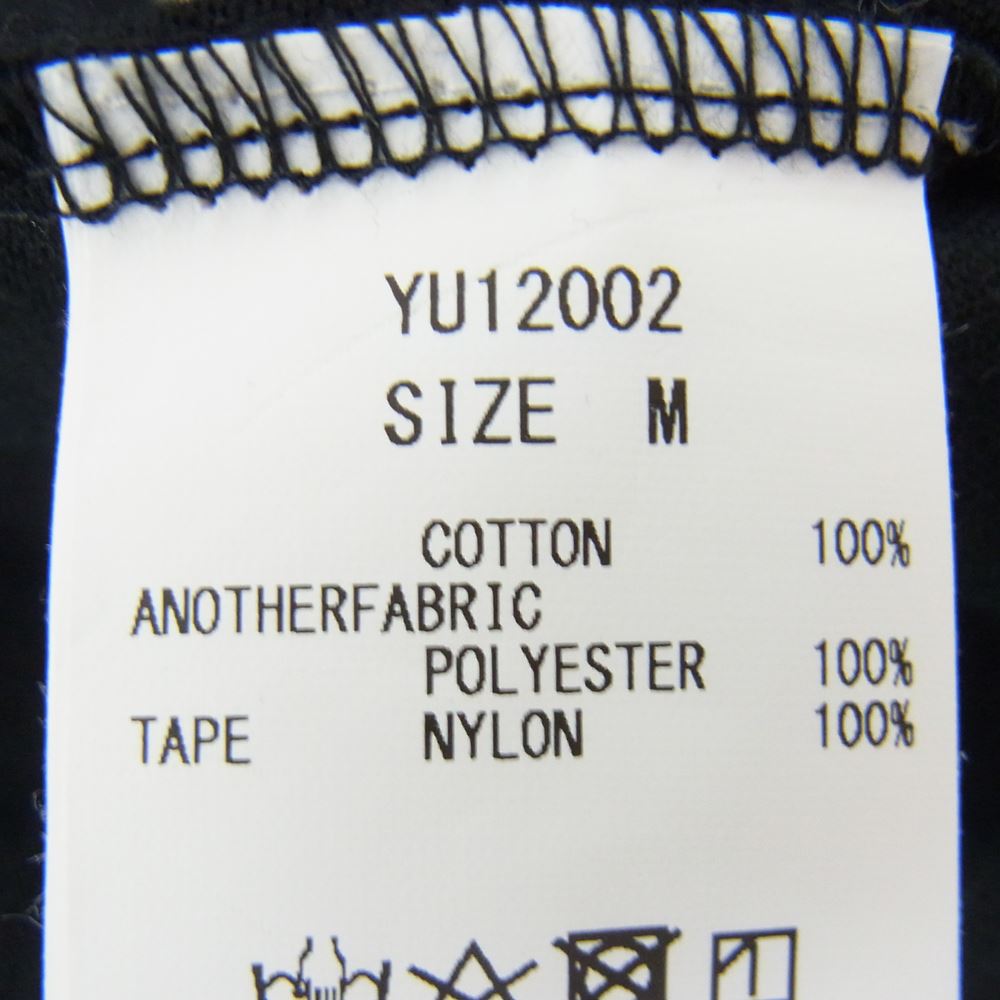 YU12002
SIZE M
COTTON 100%
ANOTHERFABRIC
POLYESTER 100%
TAPE NYLON 100%